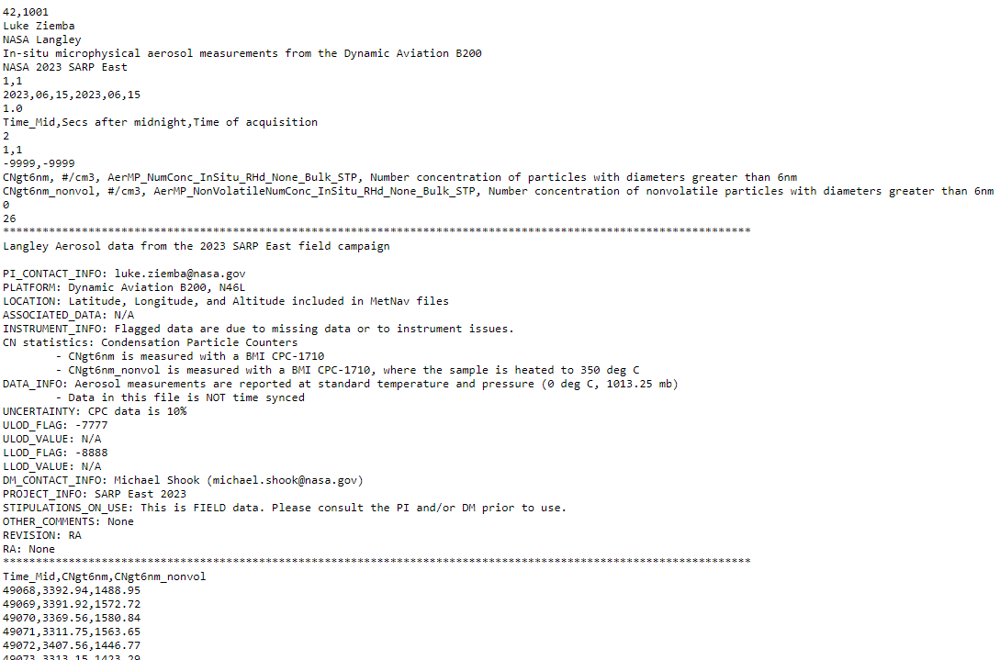 42,1001
Luke Ziemba
NASA Langley
In-situ microphysical aerosol measurements from the Dynamic Aviation B200
NASA 2023 SARP East
1,1
2023,06,15,2023,06,15
1.0
Time_Mid,Secs after midnight,Time of acquisition
2
1,1
-9999,-9999
CNgt6nm, #/cm3, AerMP_NumConc_InSitu_RHd_None_Bulk_STP, Number concentration of particles with diameters greater than 6nm
CNgt6nm_nonvol, #/cm3, AerMP_NonVolatileNumConc_InSitu_RHd_None_Bulk_STP, Number concentration of nonvolatile particles with diameters greater than 6nm
0
26
******************************************************************************************************************
Langley Aerosol data from the 2023 SARP East field campaign

PI_CONTACT_INFO: luke.ziemba@nasa.gov
PLATFORM: Dynamic Aviation B200, N46L
LOCATION: Latitude, Longitude, and Altitude included in MetNav files
ASSOCIATED_DATA: N/A
INSTRUMENT_INFO: Flagged data are due to missing data or to instrument issues.
CN statistics: Condensation Particle Counters
- CNgt6nm is measured with a BMI CPC-1710
- CNgt6nm_nonvol is measured with a BMI CPC-1710, where the sample is heated to 350 deg C
DATA_INFO: Aerosol measurements are reported at standard temperature and pressure (0 deg C, 1013.25 mb)
- Data in this file is NOT time synced
UNCERTAINTY: CPC data is 10%
ULOD_FLAG: -7777
ULOD_VALUE: N/A
LLOD_FLAG: -8888
LLOD_VALUE: N/A
DM_CONTACT_INFO: Michael Shook (michael.shook@nasa.gov)
PROJECT_INFO: SARP East 2023
STIPULATIONS_ON_USE: This is FIELD data. Please consult the PI and/or DM prior to use.
OTHER_COMMENTS: None
REVISION: RA
RA: None
******************************************************************************************************************
Time_Mid,CNgt6nm,CNgt6nm_nonvol
49068,3392.94,1488.95
49069,3391.92,1572.72
49070,3369.56,1580.84
49071,3311.75,1563.65
49072,3407.56,1446.77
49073,3313.15,1423.29